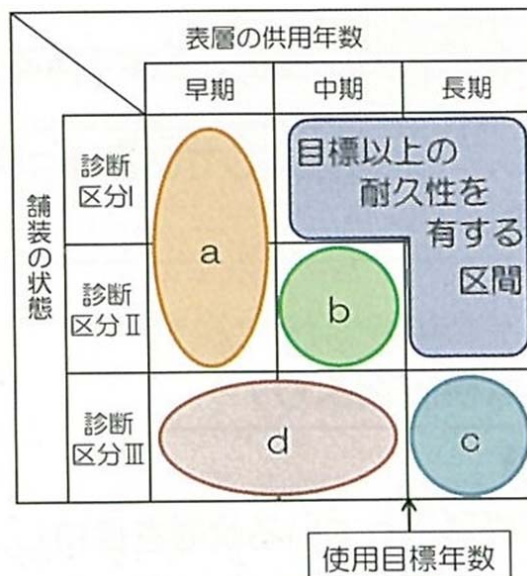 表層の供用年数
早期
中期
長期
舗装の状態
診断
区分Ⅰ
診断
区分Ⅱ
診断
区分Ⅲ
目標以上の
耐久性を
有する
区間
a
b
d
c
使用目標年数